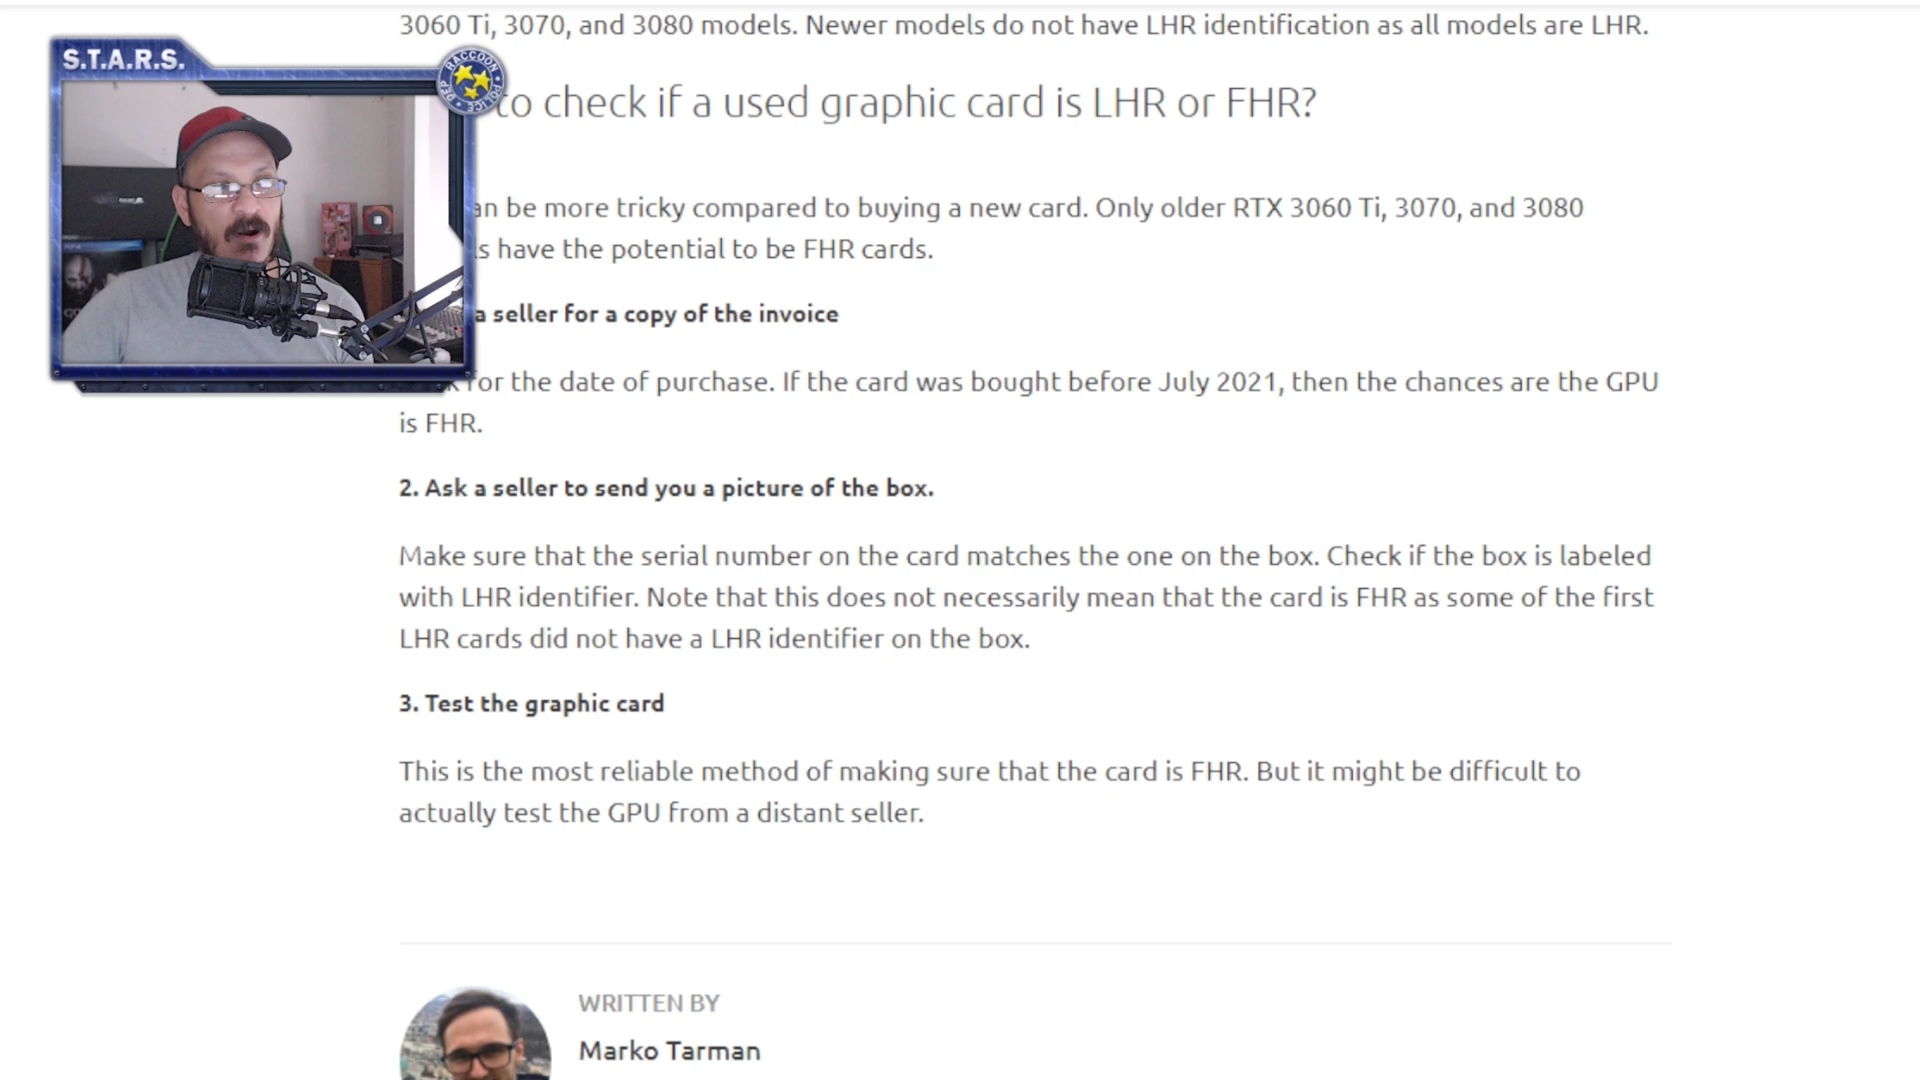 3060 Ti, 3070, and 3080 models. Newer models do not have LHR identification as all models are LHR.
S.T.A.R.S.
RACCOON
POLICE
to check if a used graphic card is LHR or FHR?
an be more tricky compared to buying a new card. Only older RTX 3060 Ti, 3070, and 3080
s have the potential to be FHR cards.
a seller for a copy of the invoice
for the date of purchase. If the card was bought before July 2021, then the chances are the GPU
is FHR.
2. Ask a seller to send you a picture of the box.
Make sure that the serial number on the card matches the one on the box. Check if the box is labeled
with LHR identifier. Note that this does not necessarily mean that the card is FHR as some of the first
LHR cards did not have a LHR identifier on the box.
3. Test the graphic card
This is the most reliable method of making sure that the card is FHR. But it might be difficult to
actually test the GPU from a distant seller.
WRITTEN BY
Marko Tarman